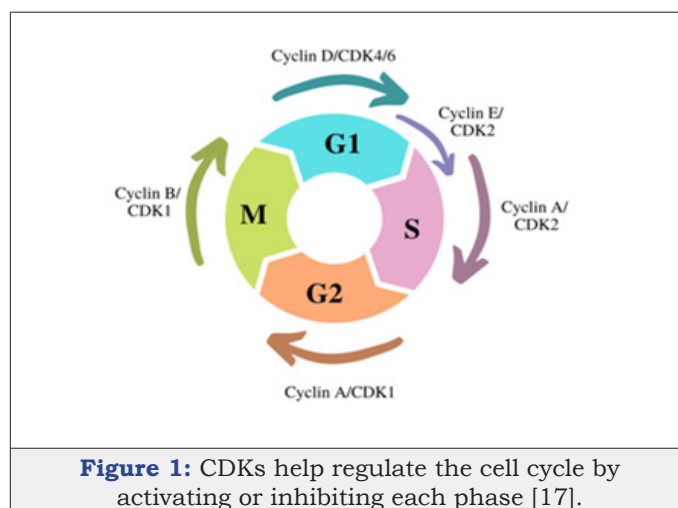 Cyclin D/CDK4/6
Cyclin E/
CDK2
G1
Cyclin B/
CDK1
M
S
Cyclin A/
CDK2
G2
Cyclin A/CDK1
Figure 1: CDKs help regulate the cell cycle by
activating or inhibiting each phase [17].